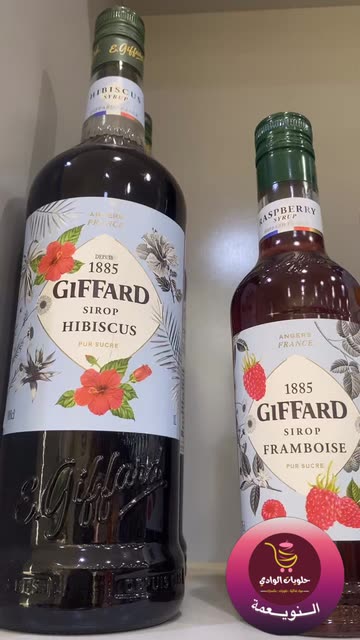 E. Giffard
HIBISCUS
SYRUP
ANGERS
FRANCE
DEPUIS
1885
GIFFARD
SIROP
HIBISCUS
PUR SUCRE
E. Giffard
RASPBERRY
SYRUP
ANGERS
FRANCE
1885
GIFFARD
SIROP
FRAMBOISE
PUR SUCRE
حلويات الوادي
النويعمة